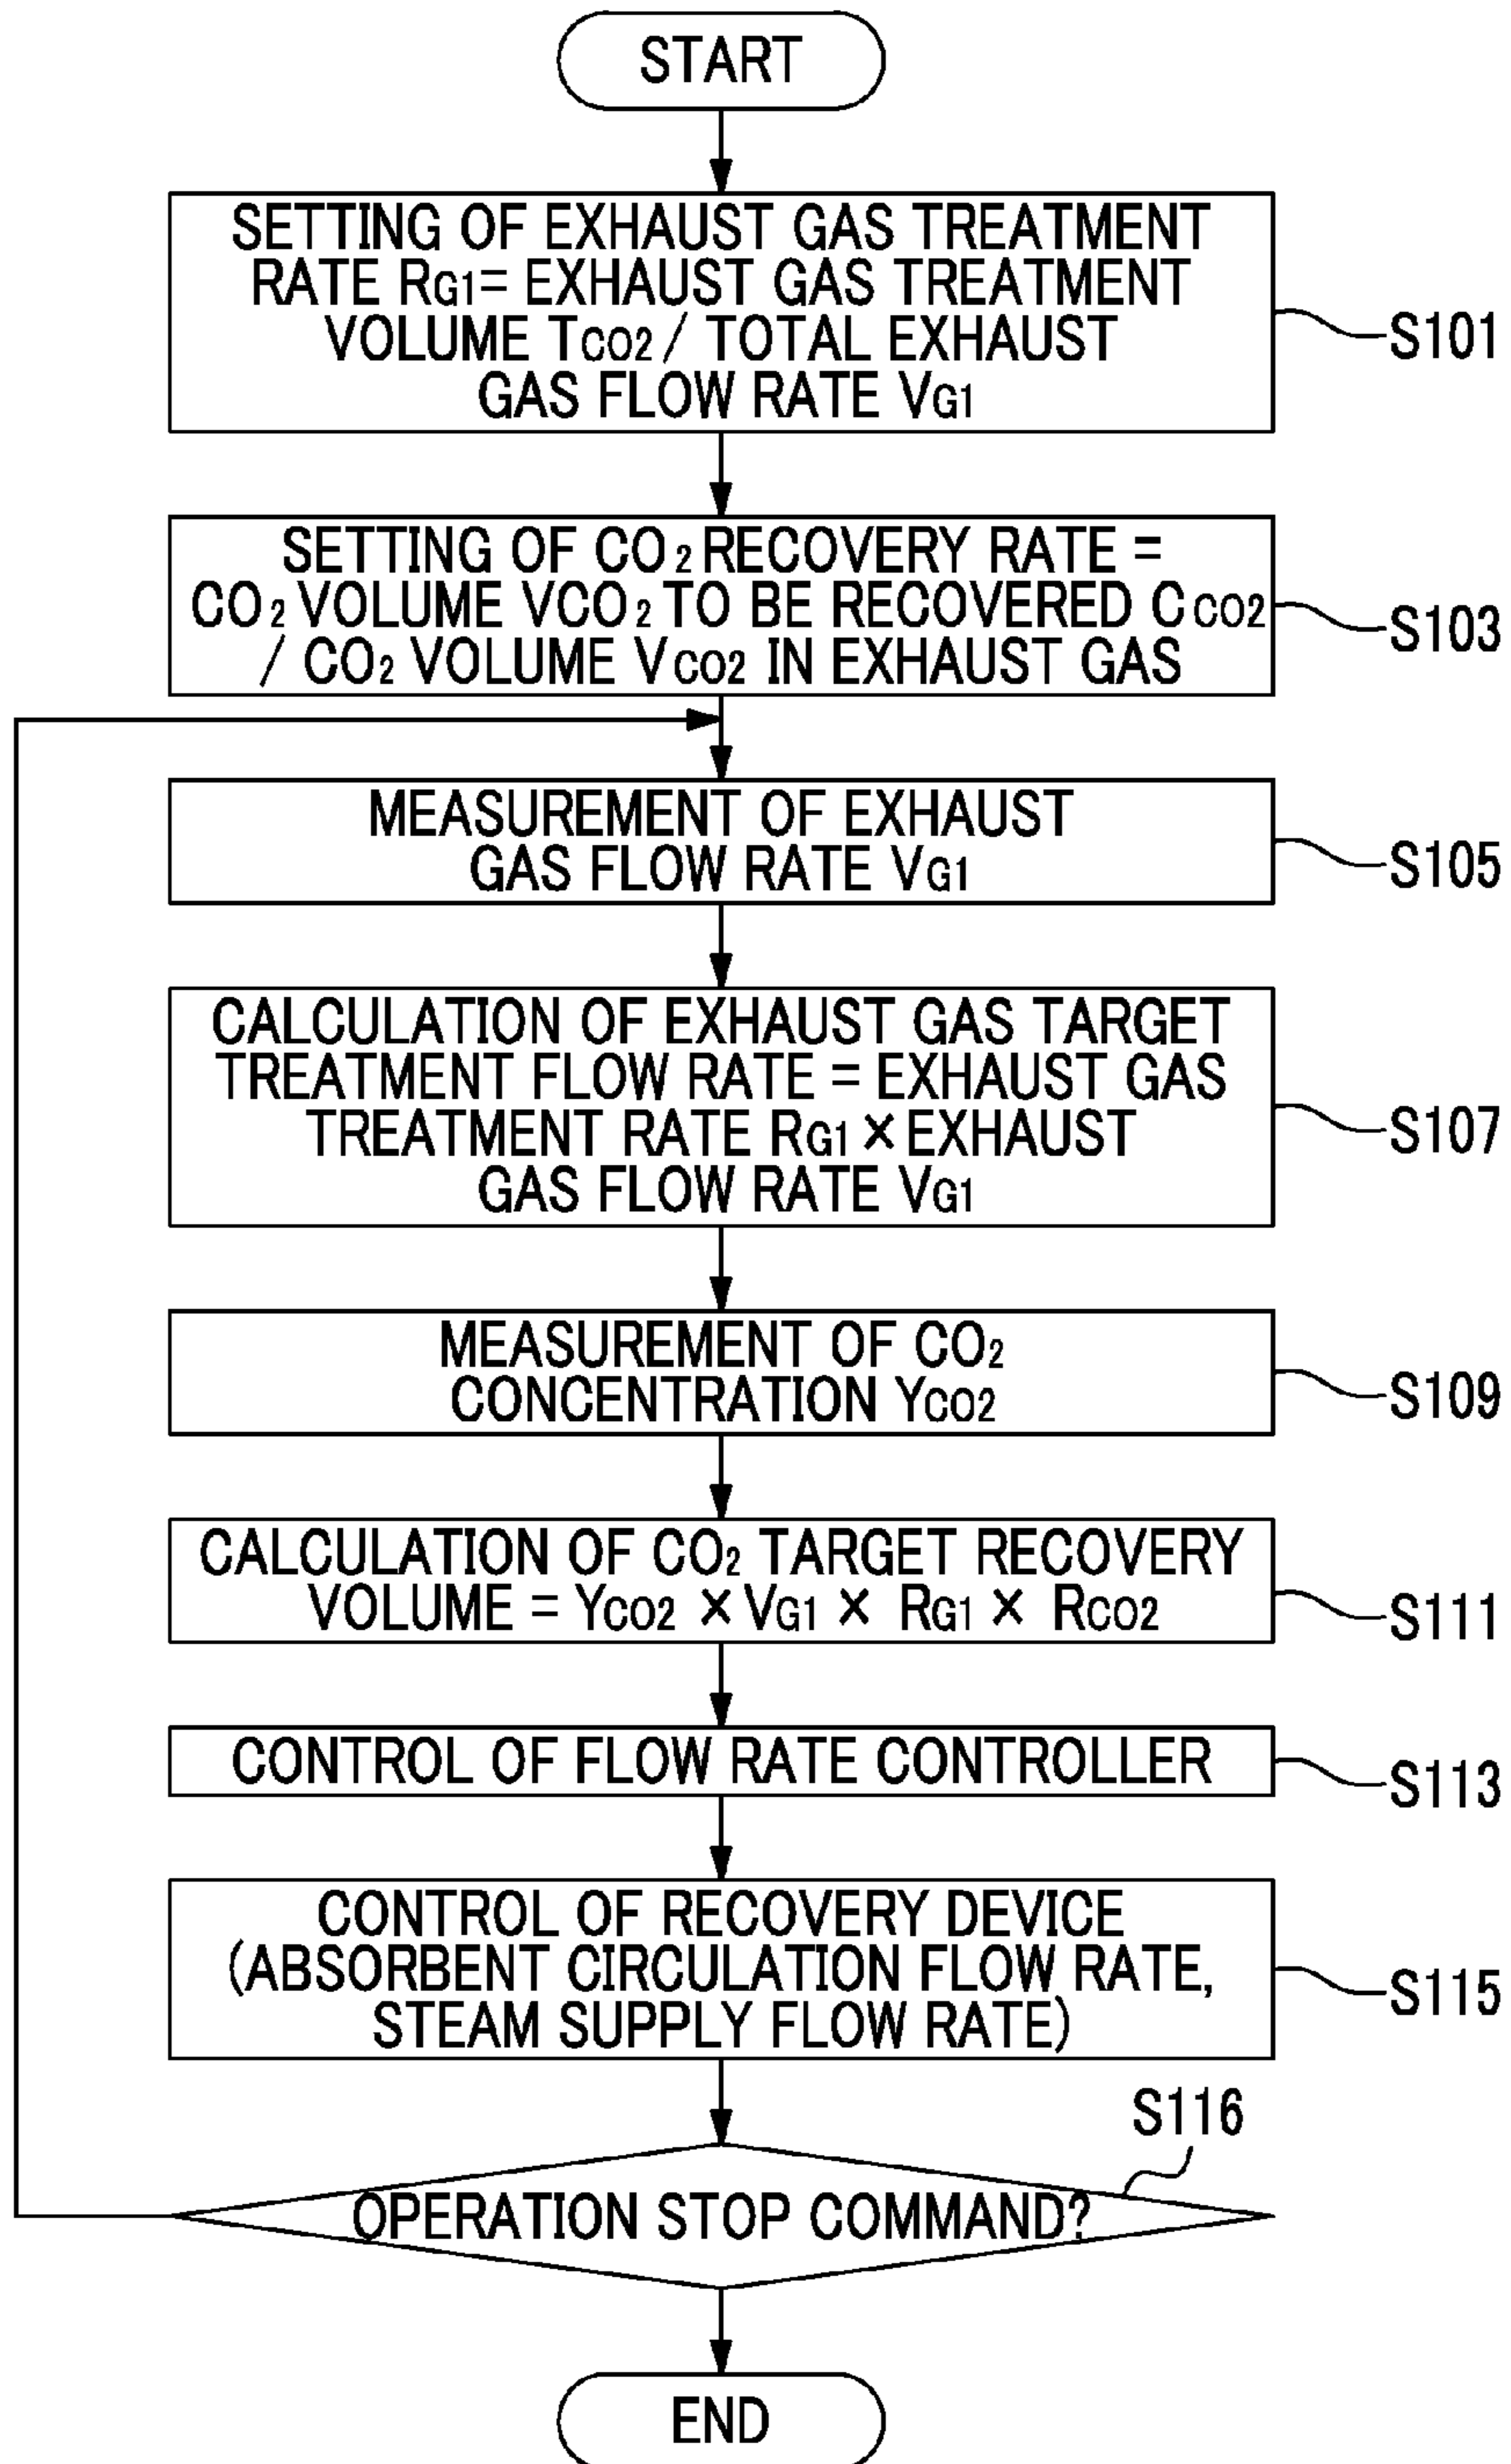 START
SETTING OF EXHAUST GAS TREATMENT
RATE RG1= EXHAUST GAS TREATMENT
VOLUME TCO2/ TOTAL EXHAUST
GAS FLOW RATE VG1
S101
SETTING OF CO2 RECOVERY RATE =
CO2 VOLUME VCO2 TO BE RECOVERED CCO2
/ CO2 VOLUME VCO2 IN EXHAUST GAS
S103
MEASUREMENT OF EXHAUST
GAS FLOW RATE VG1
S105
CALCULATION OF EXHAUST GAS TARGET
TREATMENT FLOW RATE = EXHAUST GAS
TREATMENT RATE RG1 × EXHAUST
GAS FLOW RATE VG1
S107
MEASUREMENT OF CO2
CONCENTRATION YCO2
S109
CALCULATION OF CO2 TARGET RECOVERY
VOLUME = YCO2 × VG1 × RG1 × RCO2
S111
CONTROL OF FLOW RATE CONTROLLER
S113
CONTROL OF RECOVERY DEVICE
(ABSORBENT CIRCULATION FLOW RATE,
STEAM SUPPLY FLOW RATE)
S115
S116
OPERATION STOP COMMAND?
END